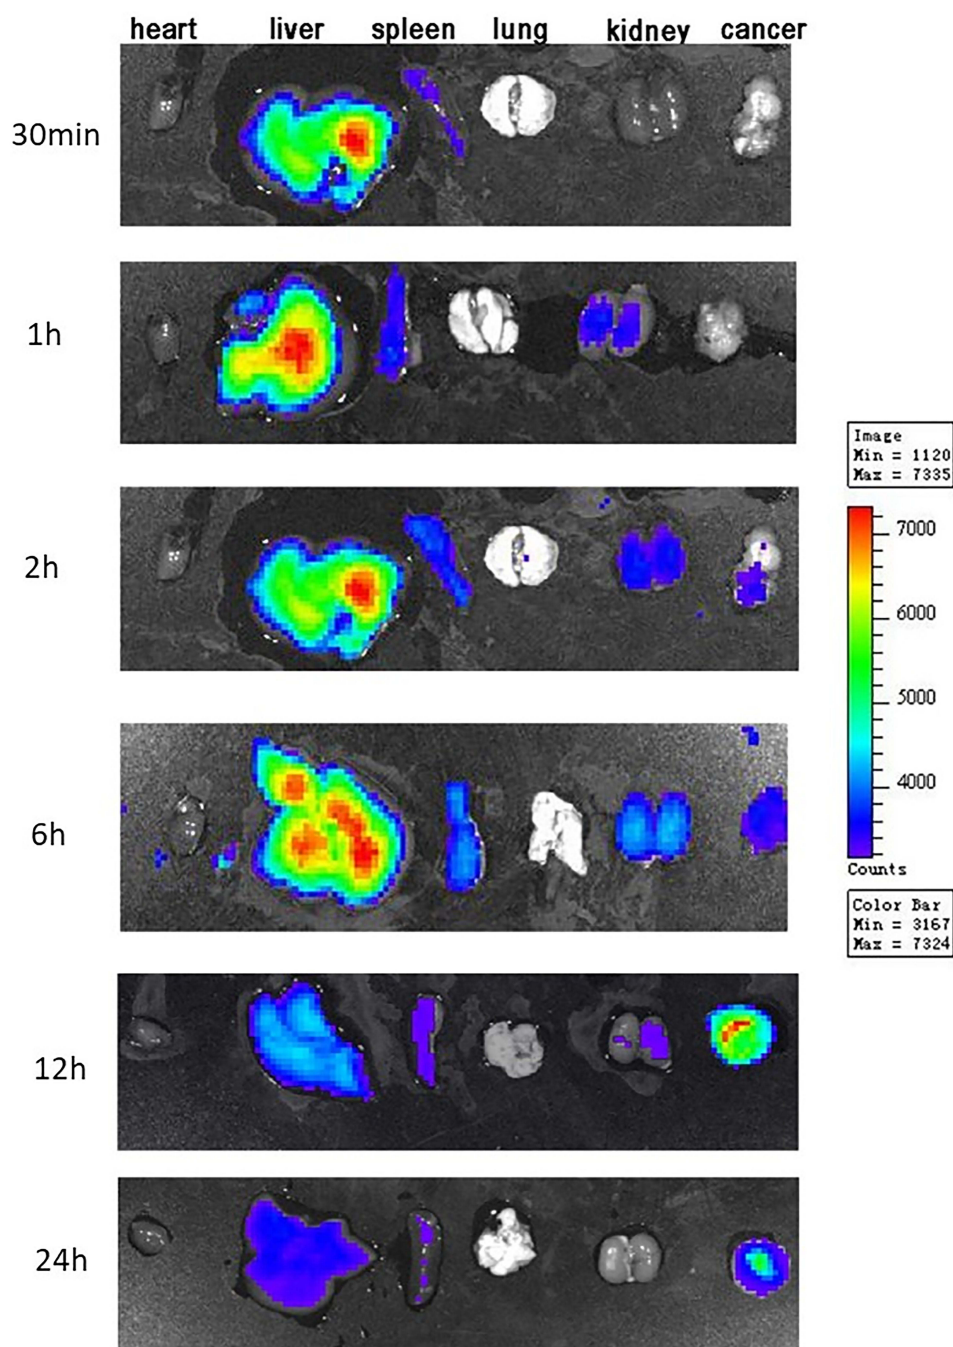 heart liver spleen lung kidney cancer
30min
1h
2h
Image
Min = 1120
Max = 7335
7000
6000
5000
4000
Counts
6h
Color Bar
Min = 3167
Max = 7324
12h
24h